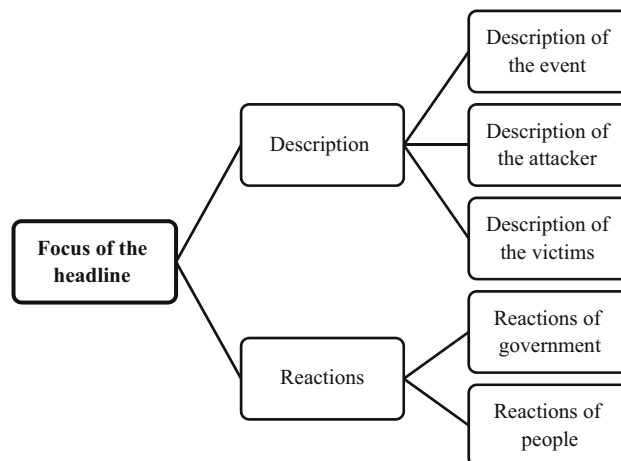 Description of
the event
Description
Description of
the attacker
Description of
the victims
Focus of the
headline
Reactions of
government
Reactions
Reactions of
people